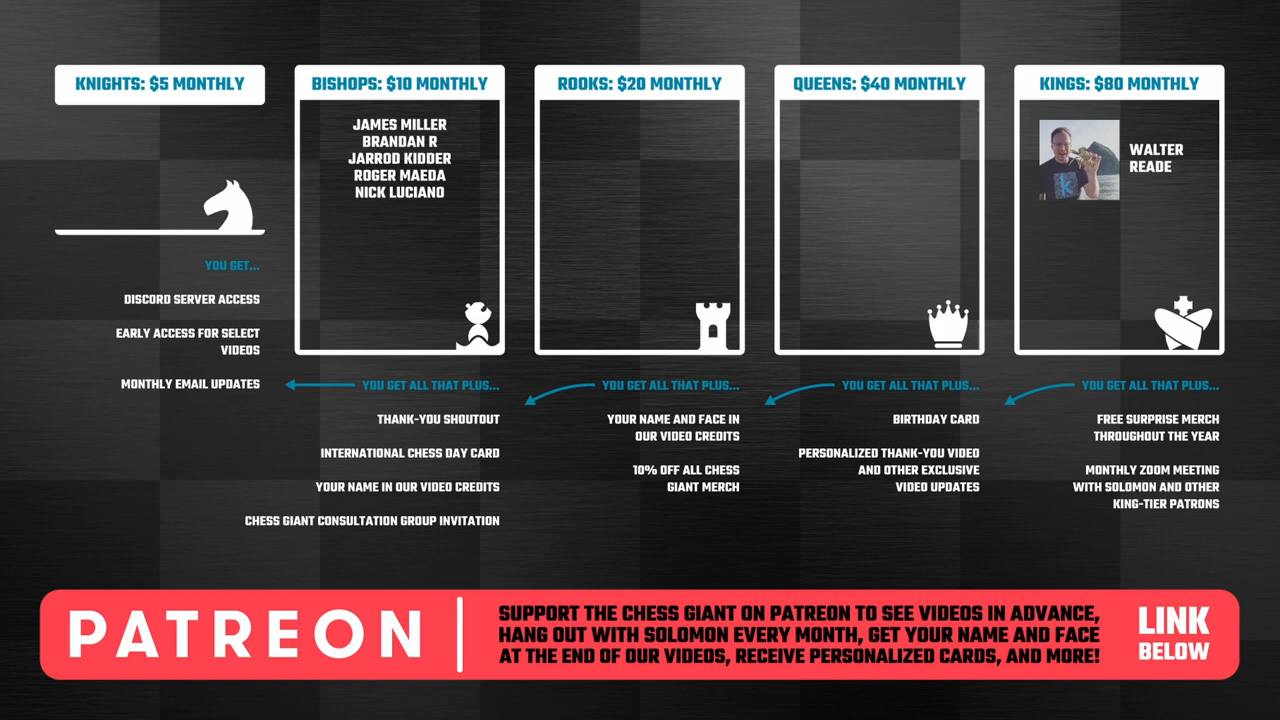 KNIGHTS: $5 MONTHLY
YOU GET...
DISCORD SERVER ACCESS
EARLY ACCESS FOR SELECT
VIDEOS
MONTHLY EMAIL UPDATES
BISHOPS: $10 MONTHLY
JAMES MILLER
BRANDAN R
JARROD KIDDER
ROGER MAEDA
NICK LUCIANO
YOU GET ALL THAT PLUS...
THANK-YOU SHOUTOUT
INTERNATIONAL CHESS DAY CARD
YOUR NAME IN OUR VIDEO CREDITS
CHESS GIANT CONSULTATION GROUP INVITATION
ROOKS: $20 MONTHLY
YOU GET ALL THAT PLUS...
YOUR NAME AND FACE IN
OUR VIDEO CREDITS
10% OFF ALL CHESS
GIANT MERCH
QUEENS: $40 MONTHLY
YOU GET ALL THAT PLUS...
BIRTHDAY CARD
PERSONALIZED THANK-YOU VIDEO
AND OTHER EXCLUSIVE
VIDEO UPDATES
KINGS: $80 MONTHLY
WALTER
READE
YOU GET ALL THAT PLUS...
FREE SURPRISE MERCH
THROUGHOUT THE YEAR
MONTHLY ZOOM MEETING
WITH SOLOMON AND OTHER
KING-TIER PATRONS
PATREON
SUPPORT THE CHESS GIANT ON PATREON TO SEE VIDEOS IN ADVANCE,
HANG OUT WITH SOLOMON EVERY MONTH, GET YOUR NAME AND FACE
AT THE END OF OUR VIDEOS, RECEIVE PERSONALIZED CARDS, AND MORE!
LINK
BELOW